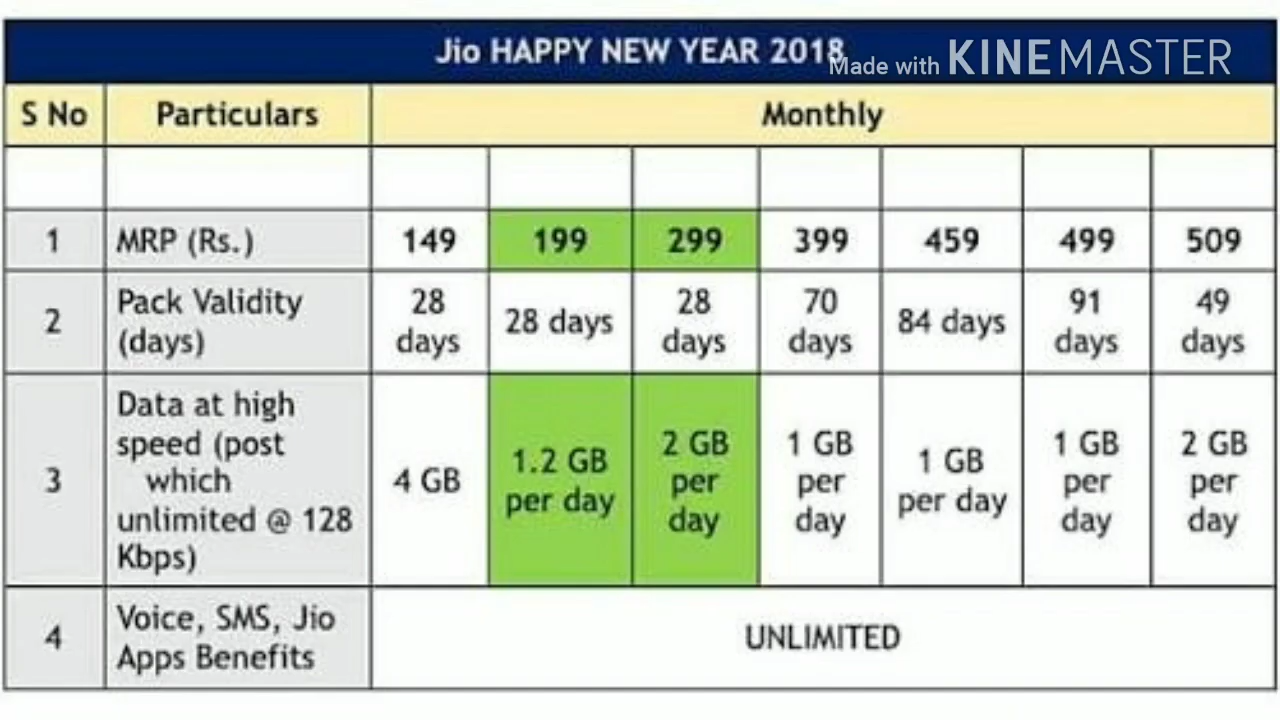 Jio HAPPY NEW YEAR 2018
Made with KINEMASTER
S No Particulars Monthly
1 MRP (Rs.) 149 199 299 399 459 499 509
2 Pack Validity (days) 28 days 28 days 28 days 70 days 84 days 91 days 49 days
3 Data at high speed (post which unlimited @ 128 Kbps) 4 GB 1.2 GB per day 2 GB per day 1 GB per day 1 GB per day 1 GB per day 2 GB per day
4 Voice, SMS, Jio Apps Benefits UNLIMITED